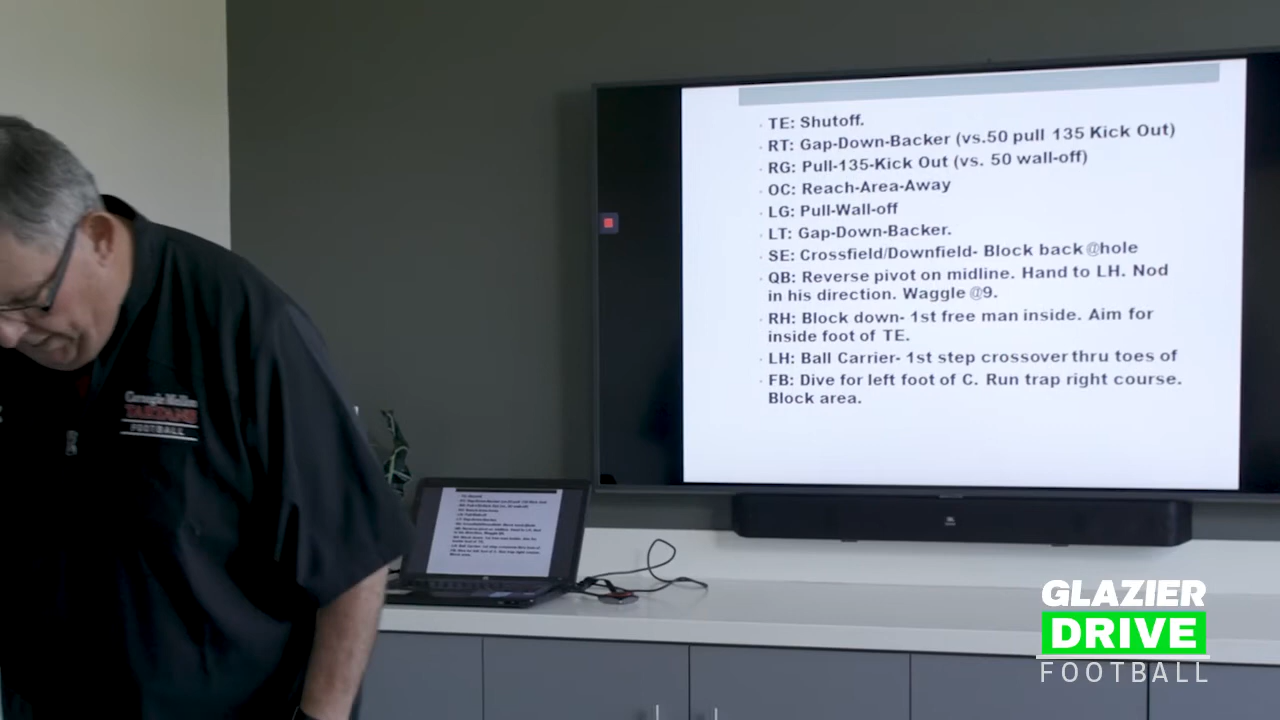 TE: Shutoff.
RT: Gap-Down-Backer (vs.50 pull 135 Kick Out)
RG: Pull-135-Kick Out (vs. 50 wall-off)
OC: Reach-Area-Away
LG: Pull-Wall-off
LT: Gap-Down-Backer.
SE: Crossfield/Downfield- Block back @hole
QB: Reverse pivot on midline. Hand to LH. Nod
in his direction. Waggle @9.
RH: Block down- 1st free man inside. Aim for
inside foot of TE.
LH: Ball Carrier- 1st step crossover thru toes of
FB: Dive for left foot of C. Run trap right course.
Block area.
Carnegie Mellon
TARTANS
FOOTBALL
JBL
GLAZIER
DRIVE
FOOTBALL